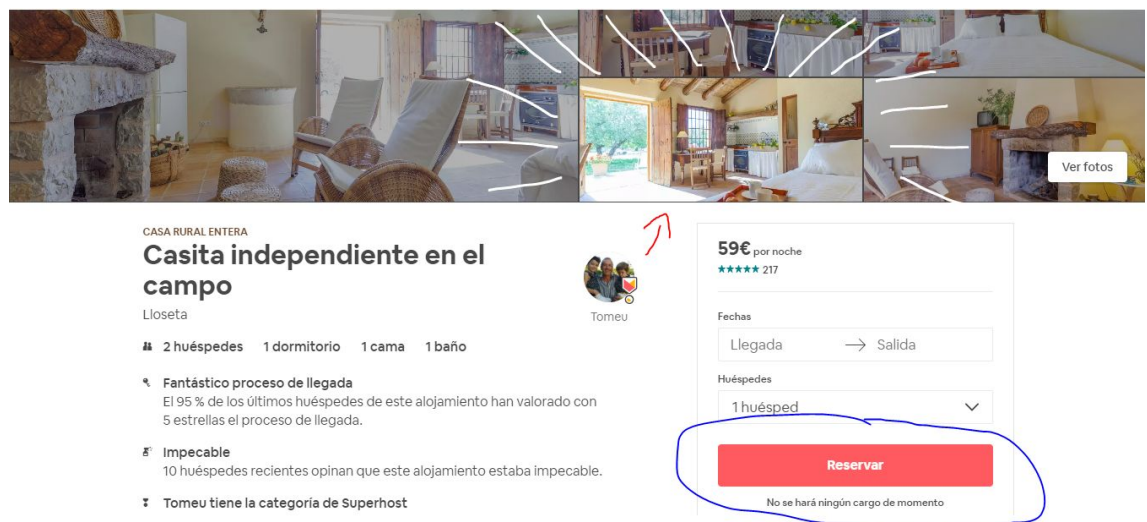 Ver fotos
CASA RURAL ENTERA
Casita independiente en el
campo
Lloseta
Tomeu
2 huéspedes 1 dormitorio 1 cama 1 baño
Fantástico proceso de llegada
El 95 % de los últimos huéspedes de este alojamiento han valorado con
5 estrellas el proceso de llegada.
Impecable
10 huéspedes recientes opinan que este alojamiento estaba impecable.
Tomeu tiene la categoría de Superhost
59€ por noche
★★★★★ 217
Fechas
Llegada → Salida
Huéspedes
1 huésped
Reservar
No se hará ningún cargo de momento